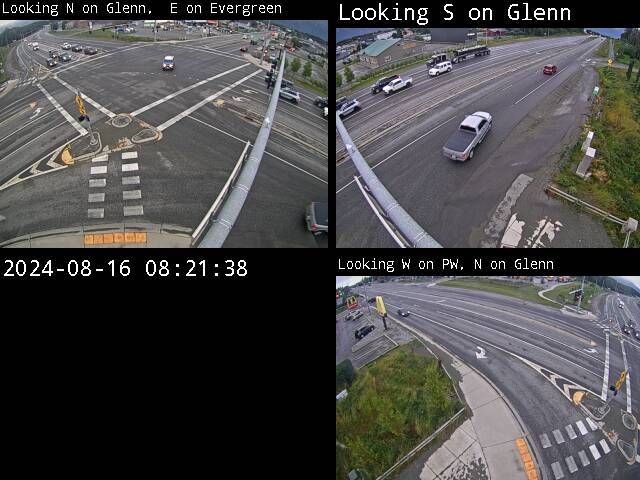 Looking N on Glenn,  E on Evergreen
Looking S on Glenn
2024-08-16 08:21:38
Looking W on PW, N on Glenn